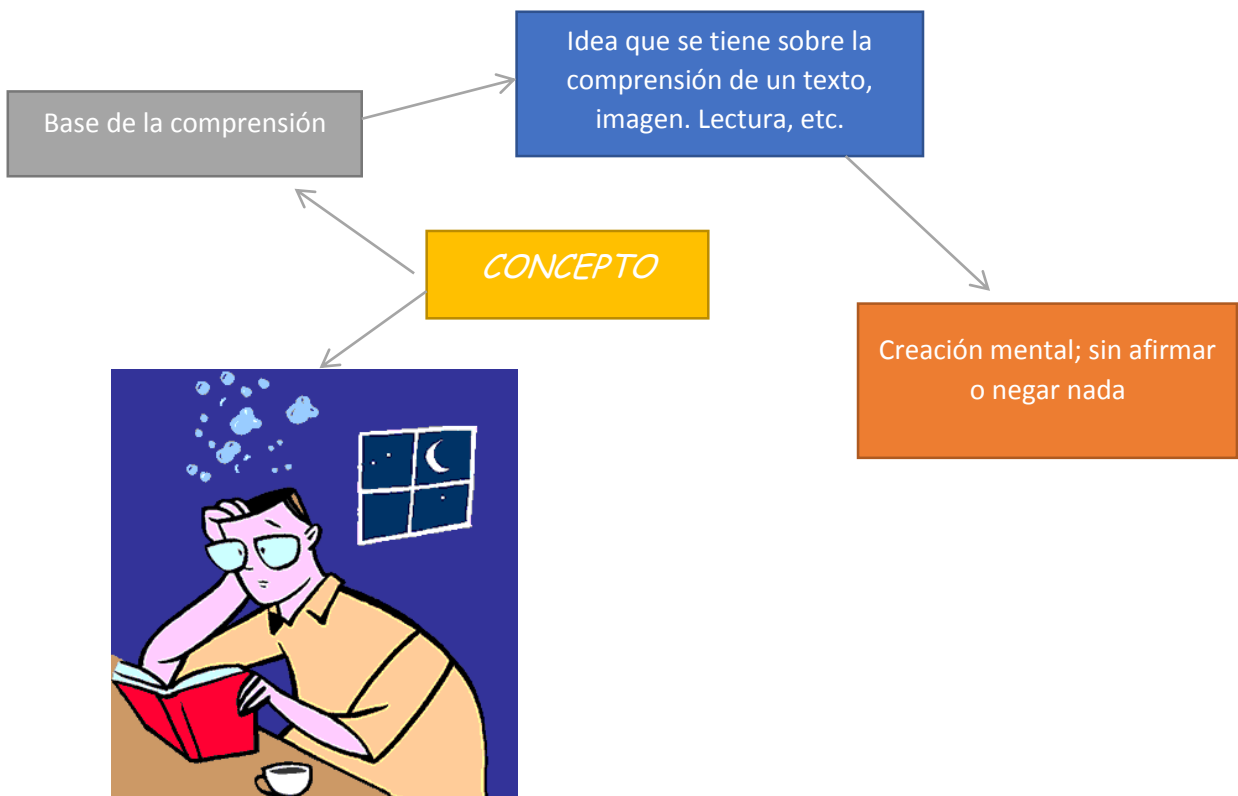 Idea que se tiene sobre la
comprensión de un texto,
imagen. Lectura, etc.
Base de la comprensión
CONCEPTO
Creación mental; sin afirmar
o negar nada